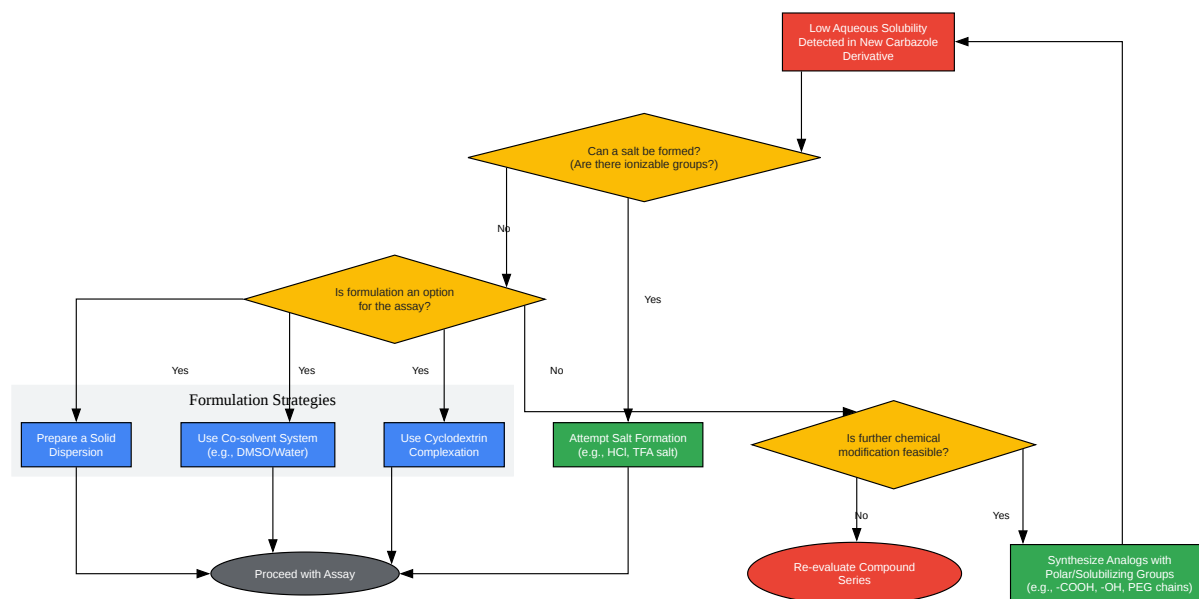 Low Aqueous Solubility
Detected in New Carbazole
Derivative
Can a salt be formed?
(Are there ionizable groups?)
No
Is formulation an option
for the assay?
Yes
Yes
Yes
Yes
No
Formulation Strategies
Prepare a Solid
Dispersion
Use Co-solvent System
(e.g., DMSO/Water)
Use Cyclodextrin
Complexation
Attempt Salt Formation
(e.g., HCl, TFA salt)
Is further chemical
modification feasible?
No
Yes
Proceed with Assay
Re-evaluate Compound
Series
Synthesize Analogs with
Polar/Solubilizing Groups
(e.g., -COOH, -OH, PEG chains)